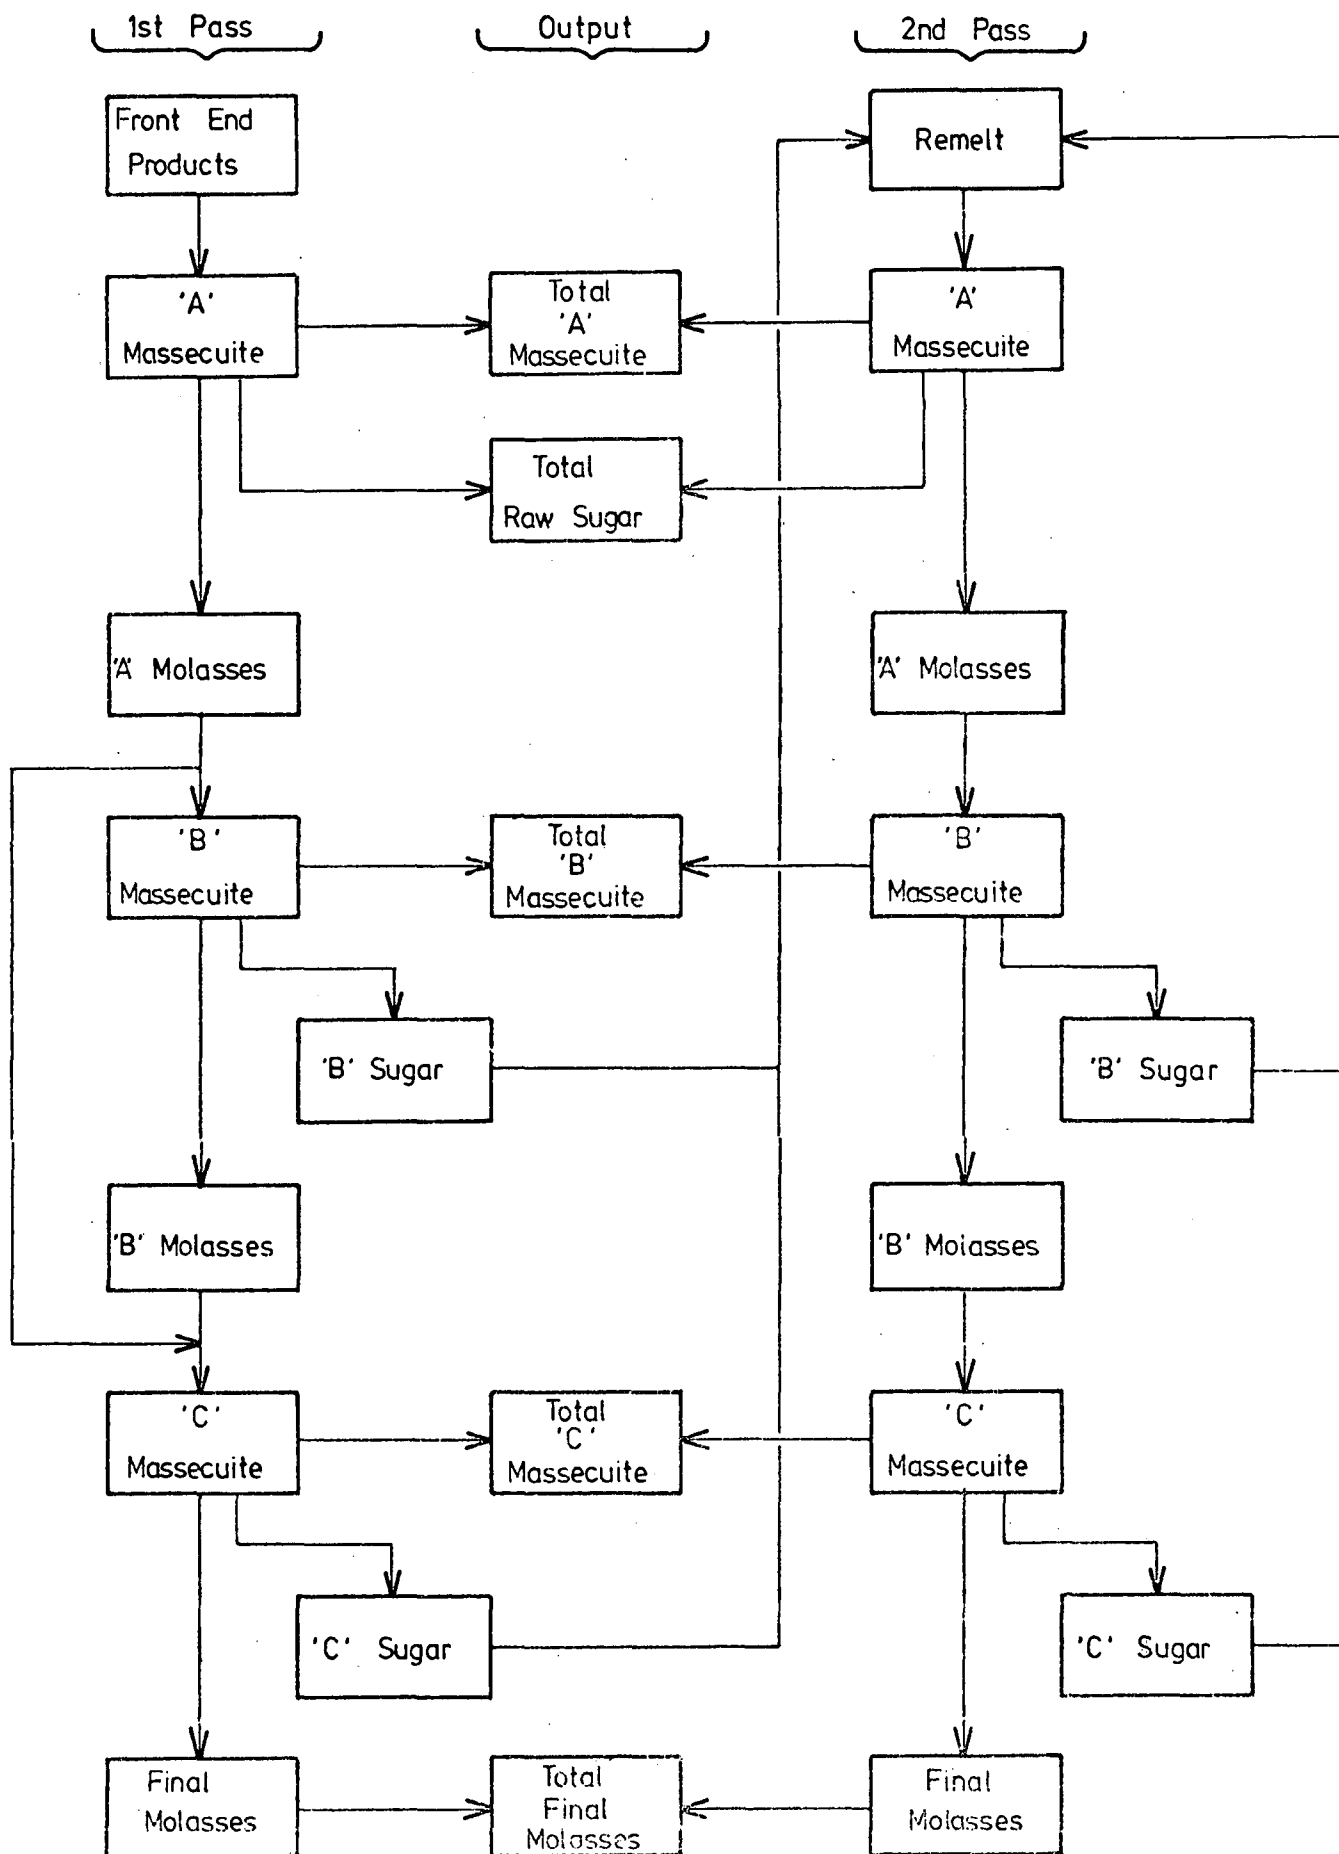 1st Pass
Output
2nd Pass
Front End
Products
Remelt
'A'
Massecuite
Total
'A'
Massecuite
'A'
Massecuite
Total
Raw Sugar
'A' Molasses
'A' Molasses
'B'
Massecuite
Total
'B'
Massecuite
'B'
Massecuite
'B' Sugar
'B' Sugar
'B' Molasses
'B' Molasses
'C'
Massecuite
Total
'C'
Massecuite
'C'
Massecuite
'C' Sugar
'C' Sugar
Final
Molasses
Total
Final
Molasses
Final
Molasses